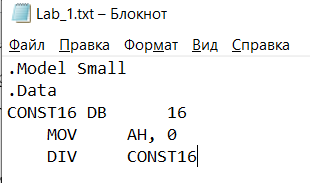 Lab_1.txt – Блокнот
Файл Правка Формат Вид Справка
.Model Small
.Data
CONST16 DB 16
MOV AH, 0
DIV CONST16